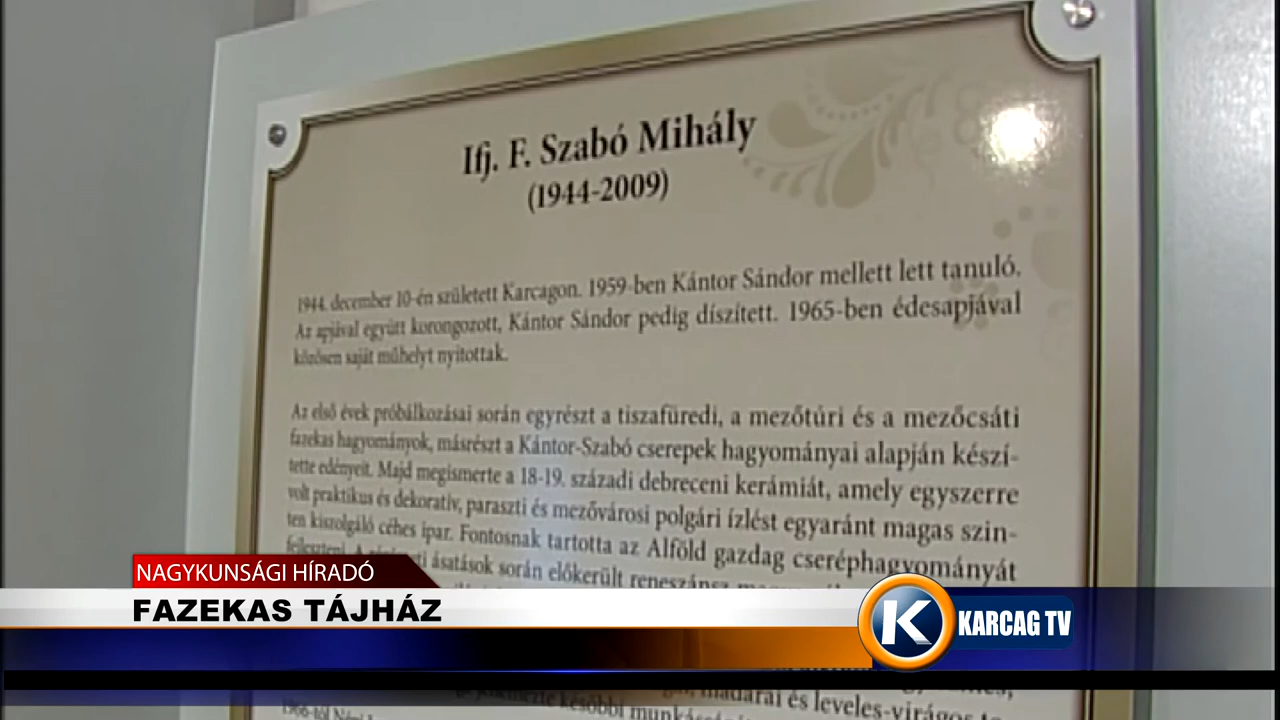 Ifj. F. Szabó Mihály
(1944-2009)
1944. december 10-én született Karcagon. 1959-ben Kántor Sándor mellett lett tanuló.
Az apjával együtt korongozott, Kántor Sándor pedig díszített. 1965-ben édesapjával
közösen saját műhelyt nyitottak.
Az első évek próbálkozásai során egyrészt a tiszafüredi, a mezőtúri és a mezőcsáti
fazekas hagyományok, másrészt a Kántor-Szabó cserepek hagyományai alapján készí-
tette edényeit. Majd megismerte a 18-19. századi debreceni kerámiát, amely egyszerre
volt praktikus és dekoratív, paraszti és mezővárosi polgári ízlést egyaránt magas szin-
ten kiszolgáló céhes ipar. Fontosnak tartotta az Alföld gazdag cseréphagyományát
ásatások során előkerült reneszánsz
NAGYKUNSÁGI HÍRADÓ
FAZEKAS TÁJHÁZ
K KARCAG TV
madarai és leveles-virágos
későbbi